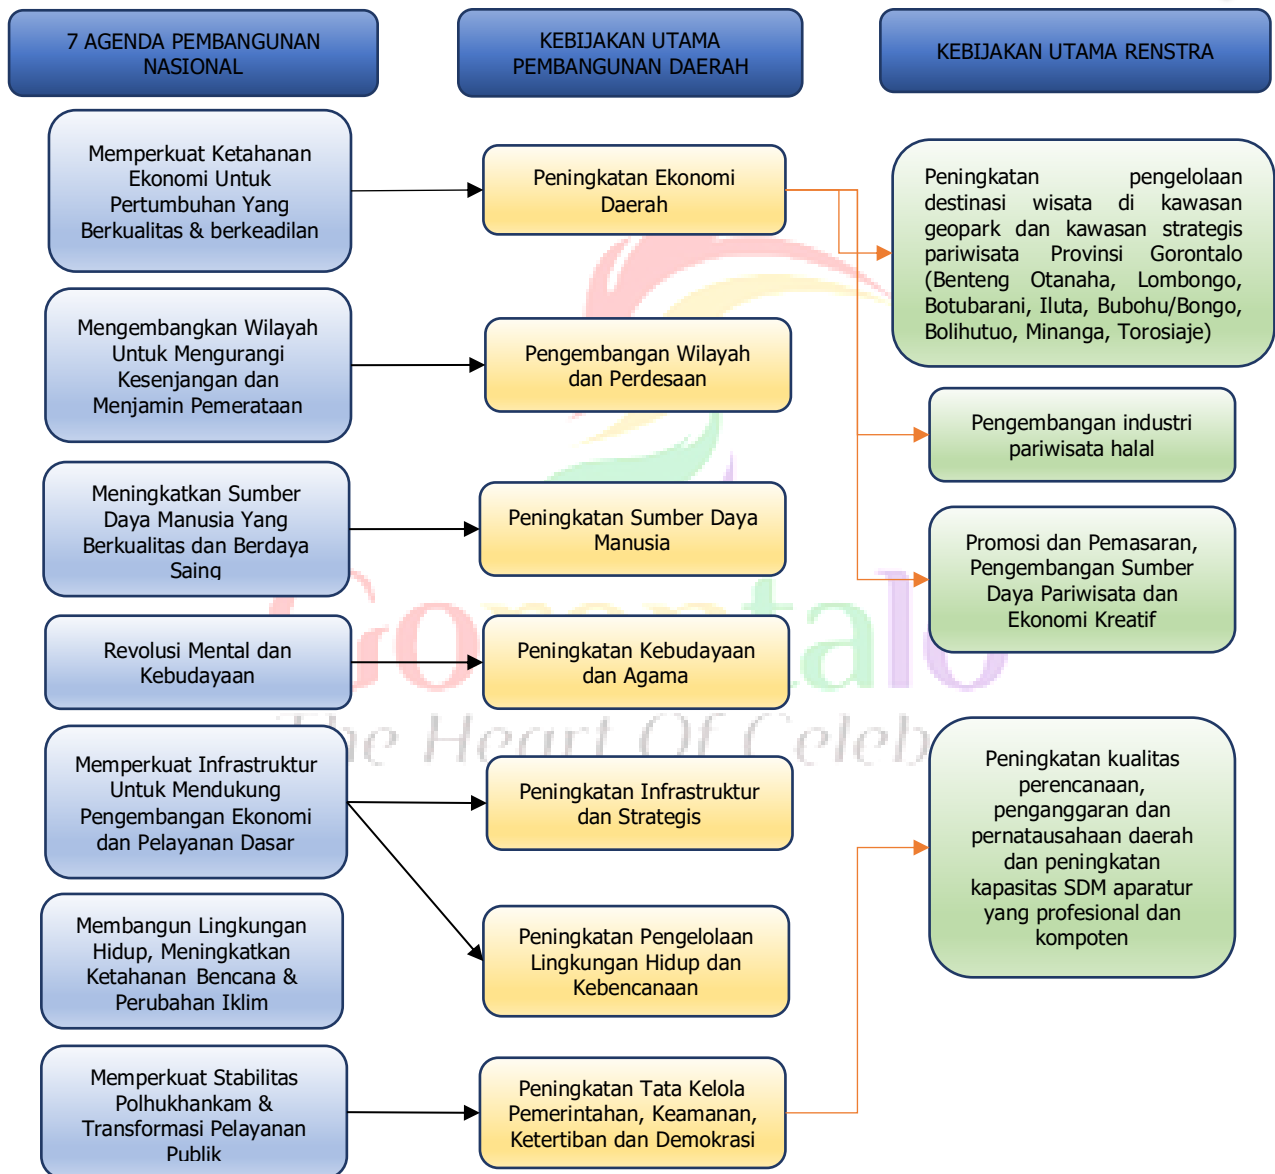 7 AGENDA PEMBANGUNAN
NASIONAL
KEBIJAKAN UTAMA
PEMBANGUNAN DAERAH
KEBIJAKAN UTAMA RENSTRA
Memperkuat Ketahanan
Ekonomi Untuk
Pertumbuhan Yang
Berkualitas & berkeadilan
Peningkatan Ekonomi
Daerah
Peningkatan pengelolaan
destinasi wisata di kawasan
geopark dan kawasan strategis
pariwisata Provinsi Gorontalo
(Benteng Otanaha, Lombongo,
Botubarani, Iluta, Bubohu/Bongo,
Bolihutuo, Minanga, Torosiaje)
Mengembangkan Wilayah
Untuk Mengurangi
Kesenjangan dan
Menjamin Pemerataan
Pengembangan Wilayah
dan Perdesaan
Pengembangan industri
pariwisata halal
Meningkatkan Sumber
Daya Manusia Yang
Berkualitas dan Berdaya
Saing
Peningkatan Sumber Daya
Manusia
Promosi dan Pemasaran,
Pengembangan Sumber
Daya Pariwisata dan
Ekonomi Kreatif
Revolusi Mental dan
Kebudayaan
Peningkatan Kebudayaan
dan Agama
Gorontalo
The Heart Of Celeb
Memperkuat Infrastruktur
Untuk Mendukung
Pengembangan Ekonomi
dan Pelayanan Dasar
Peningkatan Infrastruktur
dan Strategis
Peningkatan kualitas
perencanaan,
penganggaran dan
pernatausahaan daerah
dan peningkatan
kapasitas SDM aparatur
yang profesional dan
kompoten
Membangun Lingkungan
Hidup, Meningkatkan
Ketahanan Bencana &
Perubahan Iklim
Peningkatan Pengelolaan
Lingkungan Hidup dan
Kebencanaan
Memperkuat Stabilitas
Polhukhankam &
Transformasi Pelayanan
Publik
Peningkatan Tata Kelola
Pemerintahan, Keamanan,
Ketertiban dan Demokrasi